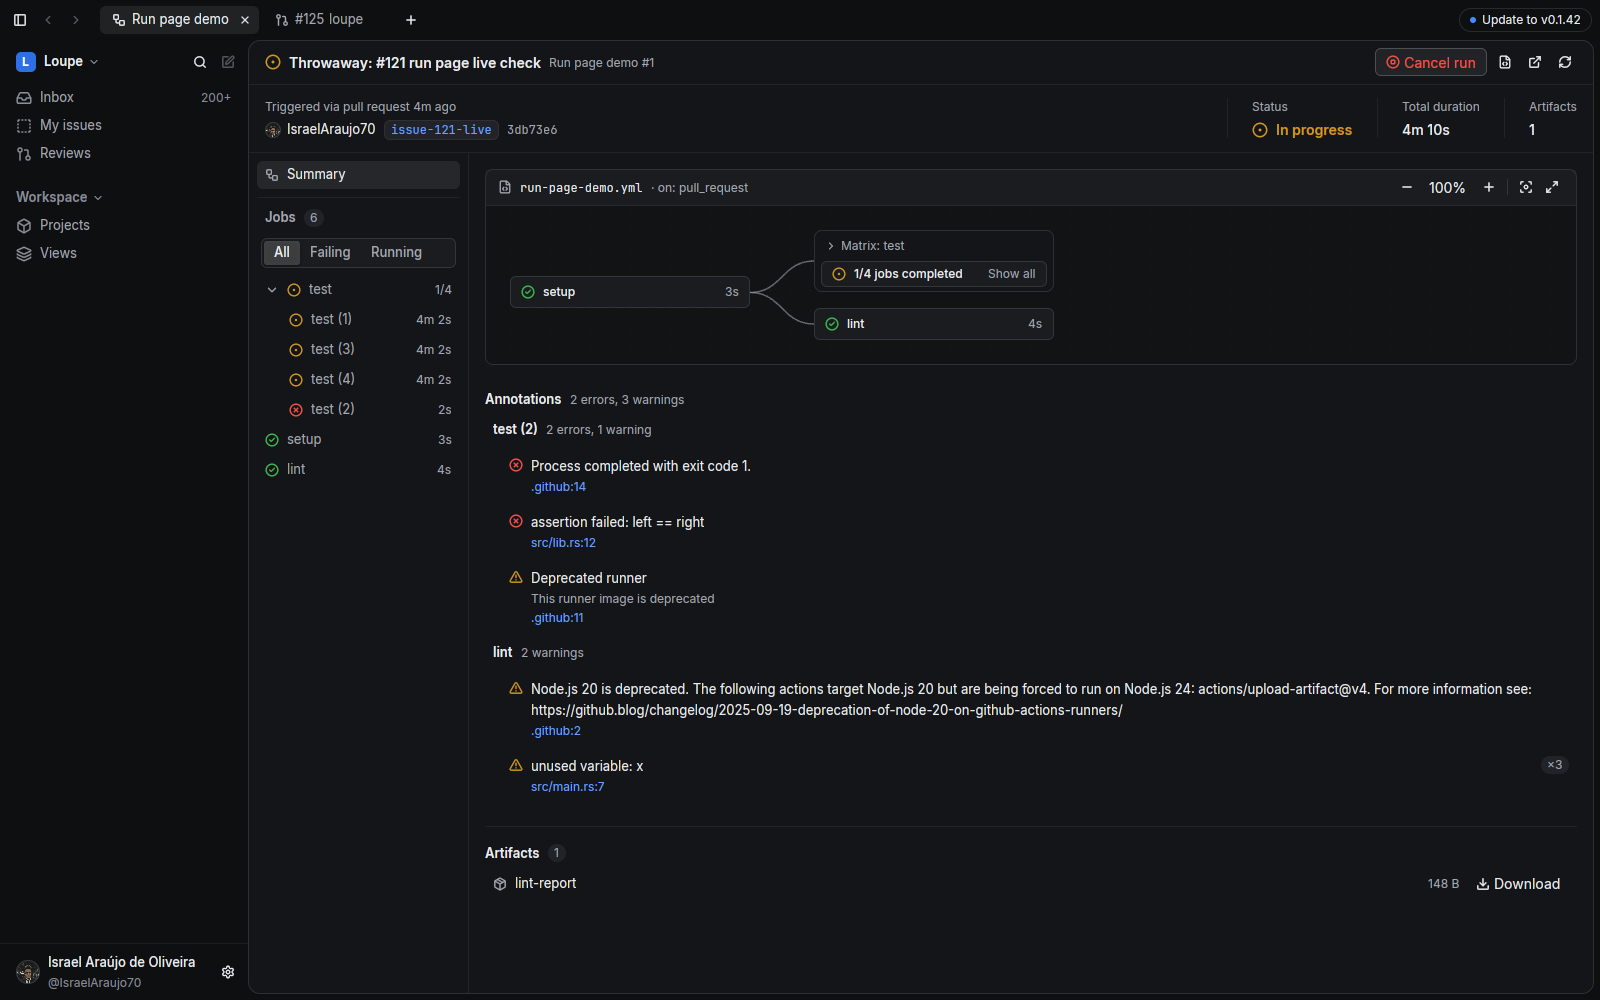 Run page demo
#125 loupe
Update to v0.1.42
L Loupe
Inbox 200+
My issues
Reviews
Workspace
Projects
Views
Throwaway: #121 run page live check Run page demo #1
Cancel run
Triggered via pull request 4m ago
IsraelAraujo70 issue-121-live 3db73e6
Status
In progress
Total duration
4m 10s
Artifacts
1
Summary
Jobs 6
All Failing Running
test 1/4
test (1) 4m 2s
test (3) 4m 2s
test (4) 4m 2s
test (2) 2s
setup 3s
lint 4s
run-page-demo.yml · on: pull_request
100%
setup 3s
Matrix: test
1/4 jobs completed Show all
lint 4s
Annotations 2 errors, 3 warnings
test (2) 2 errors, 1 warning
Process completed with exit code 1.
.github:14
assertion failed: left == right
src/lib.rs:12
Deprecated runner
This runner image is deprecated
.github:11
lint 2 warnings
Node.js 20 is deprecated. The following actions target Node.js 20 but are being forced to run on Node.js 24: actions/upload-artifact@v4. For more information see:
https://github.blog/changelog/2025-09-19-deprecation-of-node-20-on-github-actions-runners/
.github:2
unused variable: x ×3
src/main.rs:7
Artifacts 1
lint-report 148 B Download
Israel Araújo de Oliveira
@IsraelAraujo70